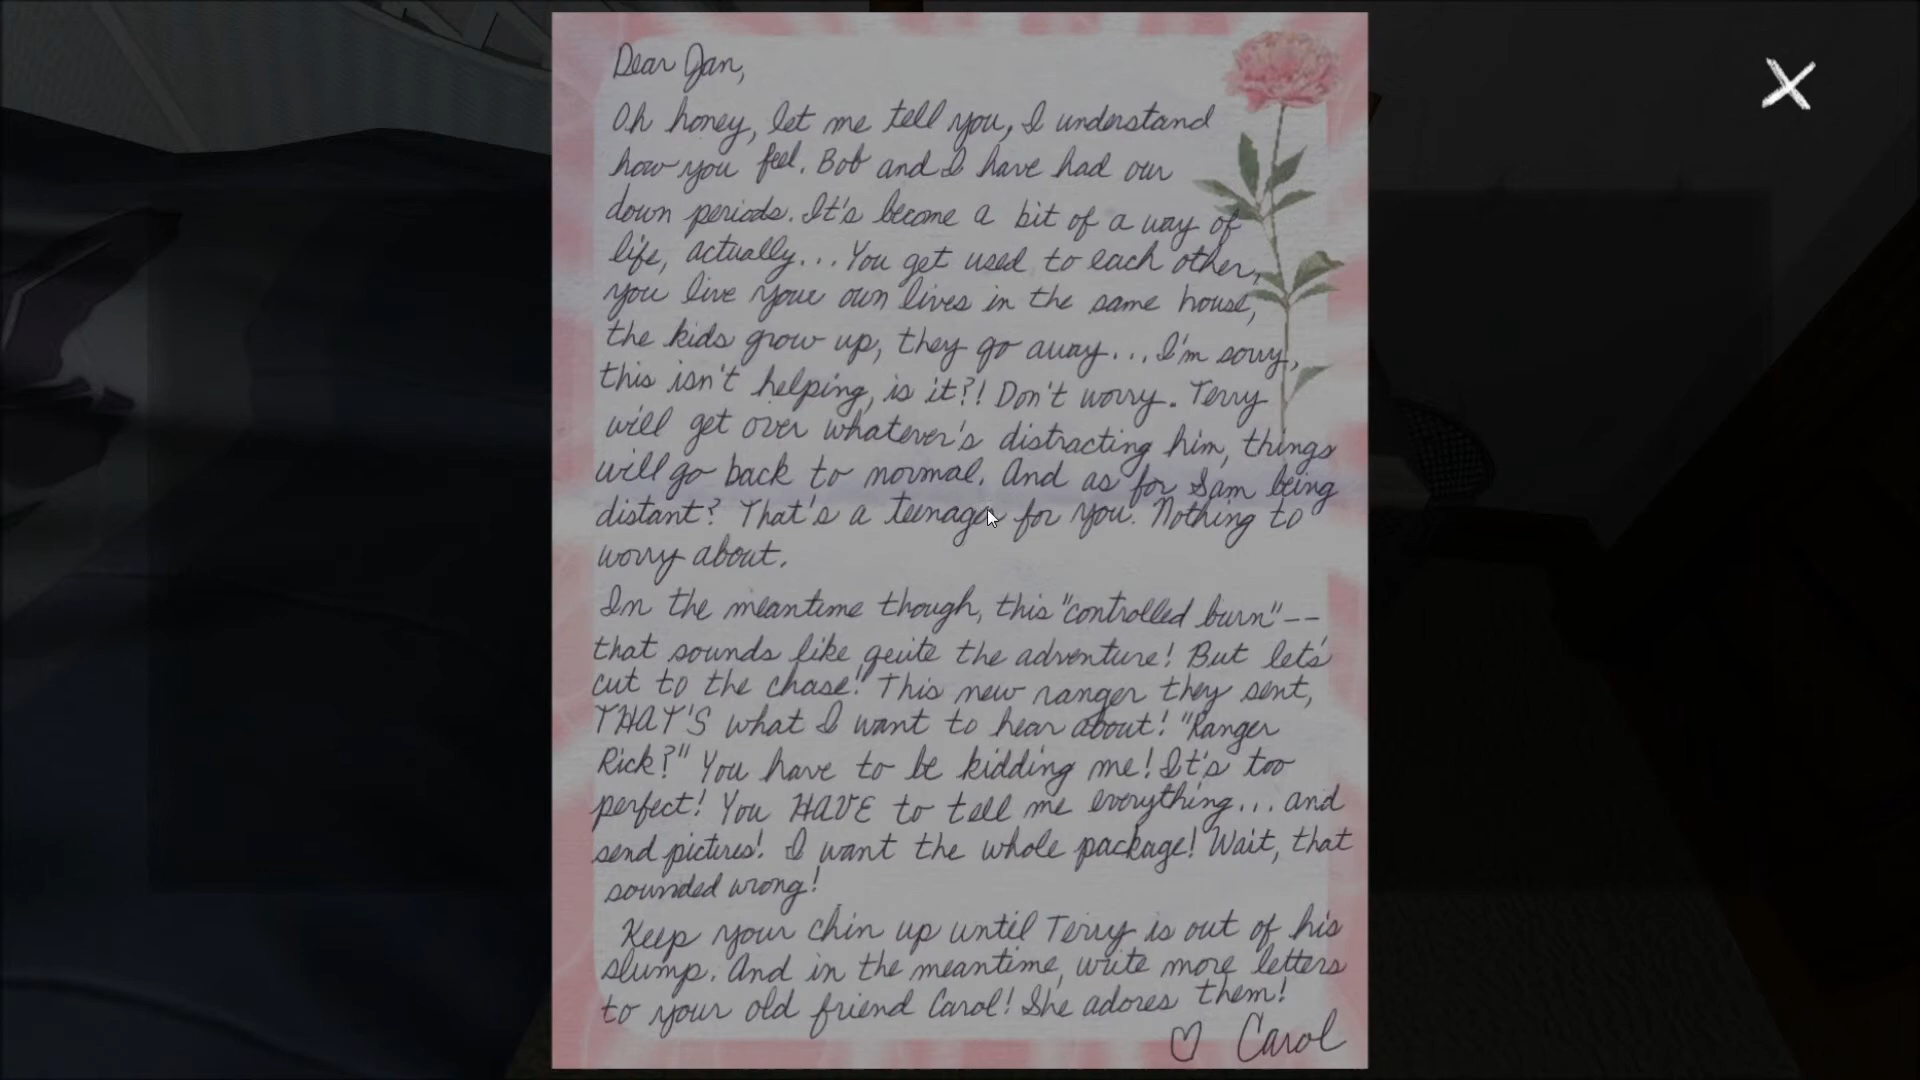 Dear Jan,
Oh honey, let me tell you, I understand
how you feel. Bob and I have had our
down periods. It's become a bit of a way of
life, actually... You get used to each other,
you live your own lives in the same house,
the kids grow up, they go away... I'm sorry,
this isn't helping, is it?! Don't worry. Terry
will get over whatever's distracting him, things
will go back to normal. And as for Sam being
distant? That's a teenager for you. Nothing to
worry about.
In the meantime though, this "controlled burn"--
that sounds like quite the adventure! But let's
cut to the chase! This new ranger they sent,
THAT'S what I want to hear about! "Ranger
Rick?" You have to be kidding me! It's too
perfect! You HAVE to tell me everything... and
send pictures! I want the whole package! Wait, that
sounded wrong!
Keep your chin up until Terry is out of his
slump. And in the meantime, write more letters
to your old friend Carol! She adores them!
♡ Carol